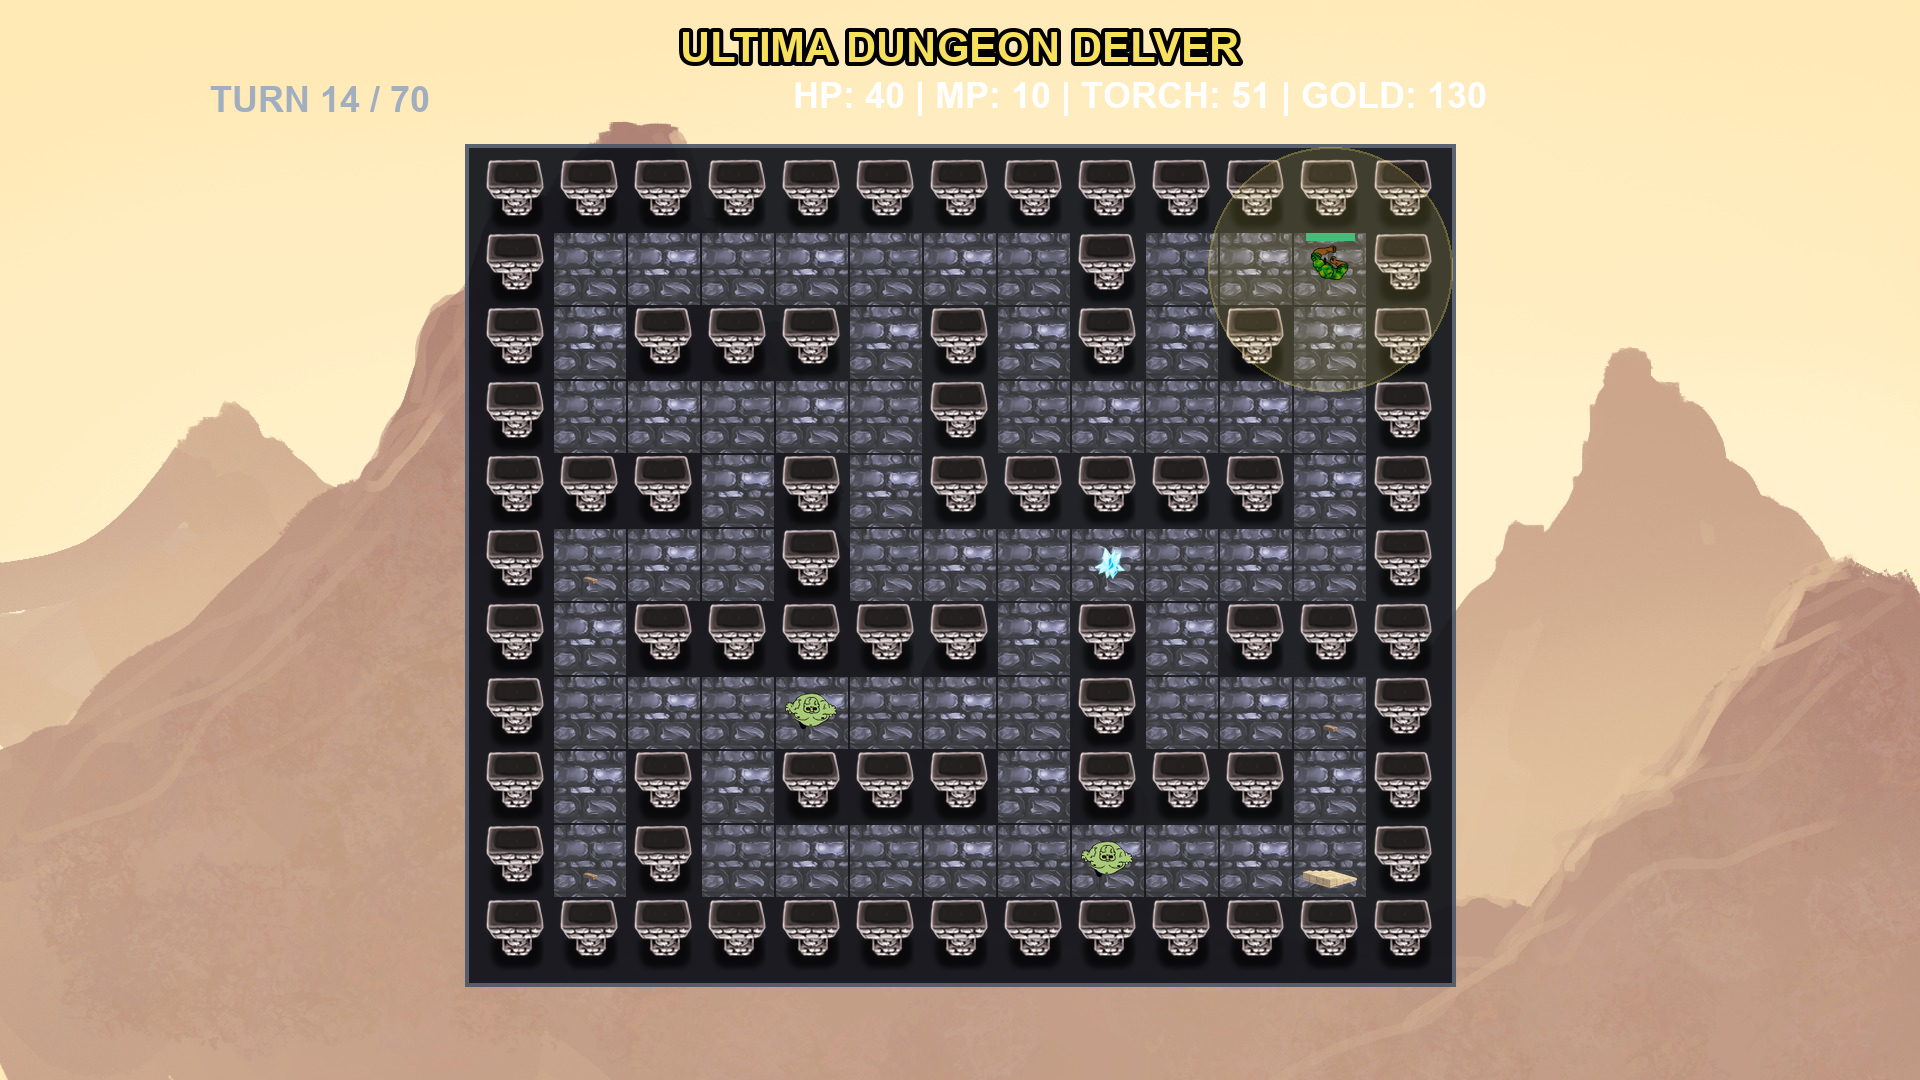 ULTIMA DUNGEON DELVER
TURN 14 / 70
HP: 40 | MP: 10 | TORCH: 51 | GOLD: 130